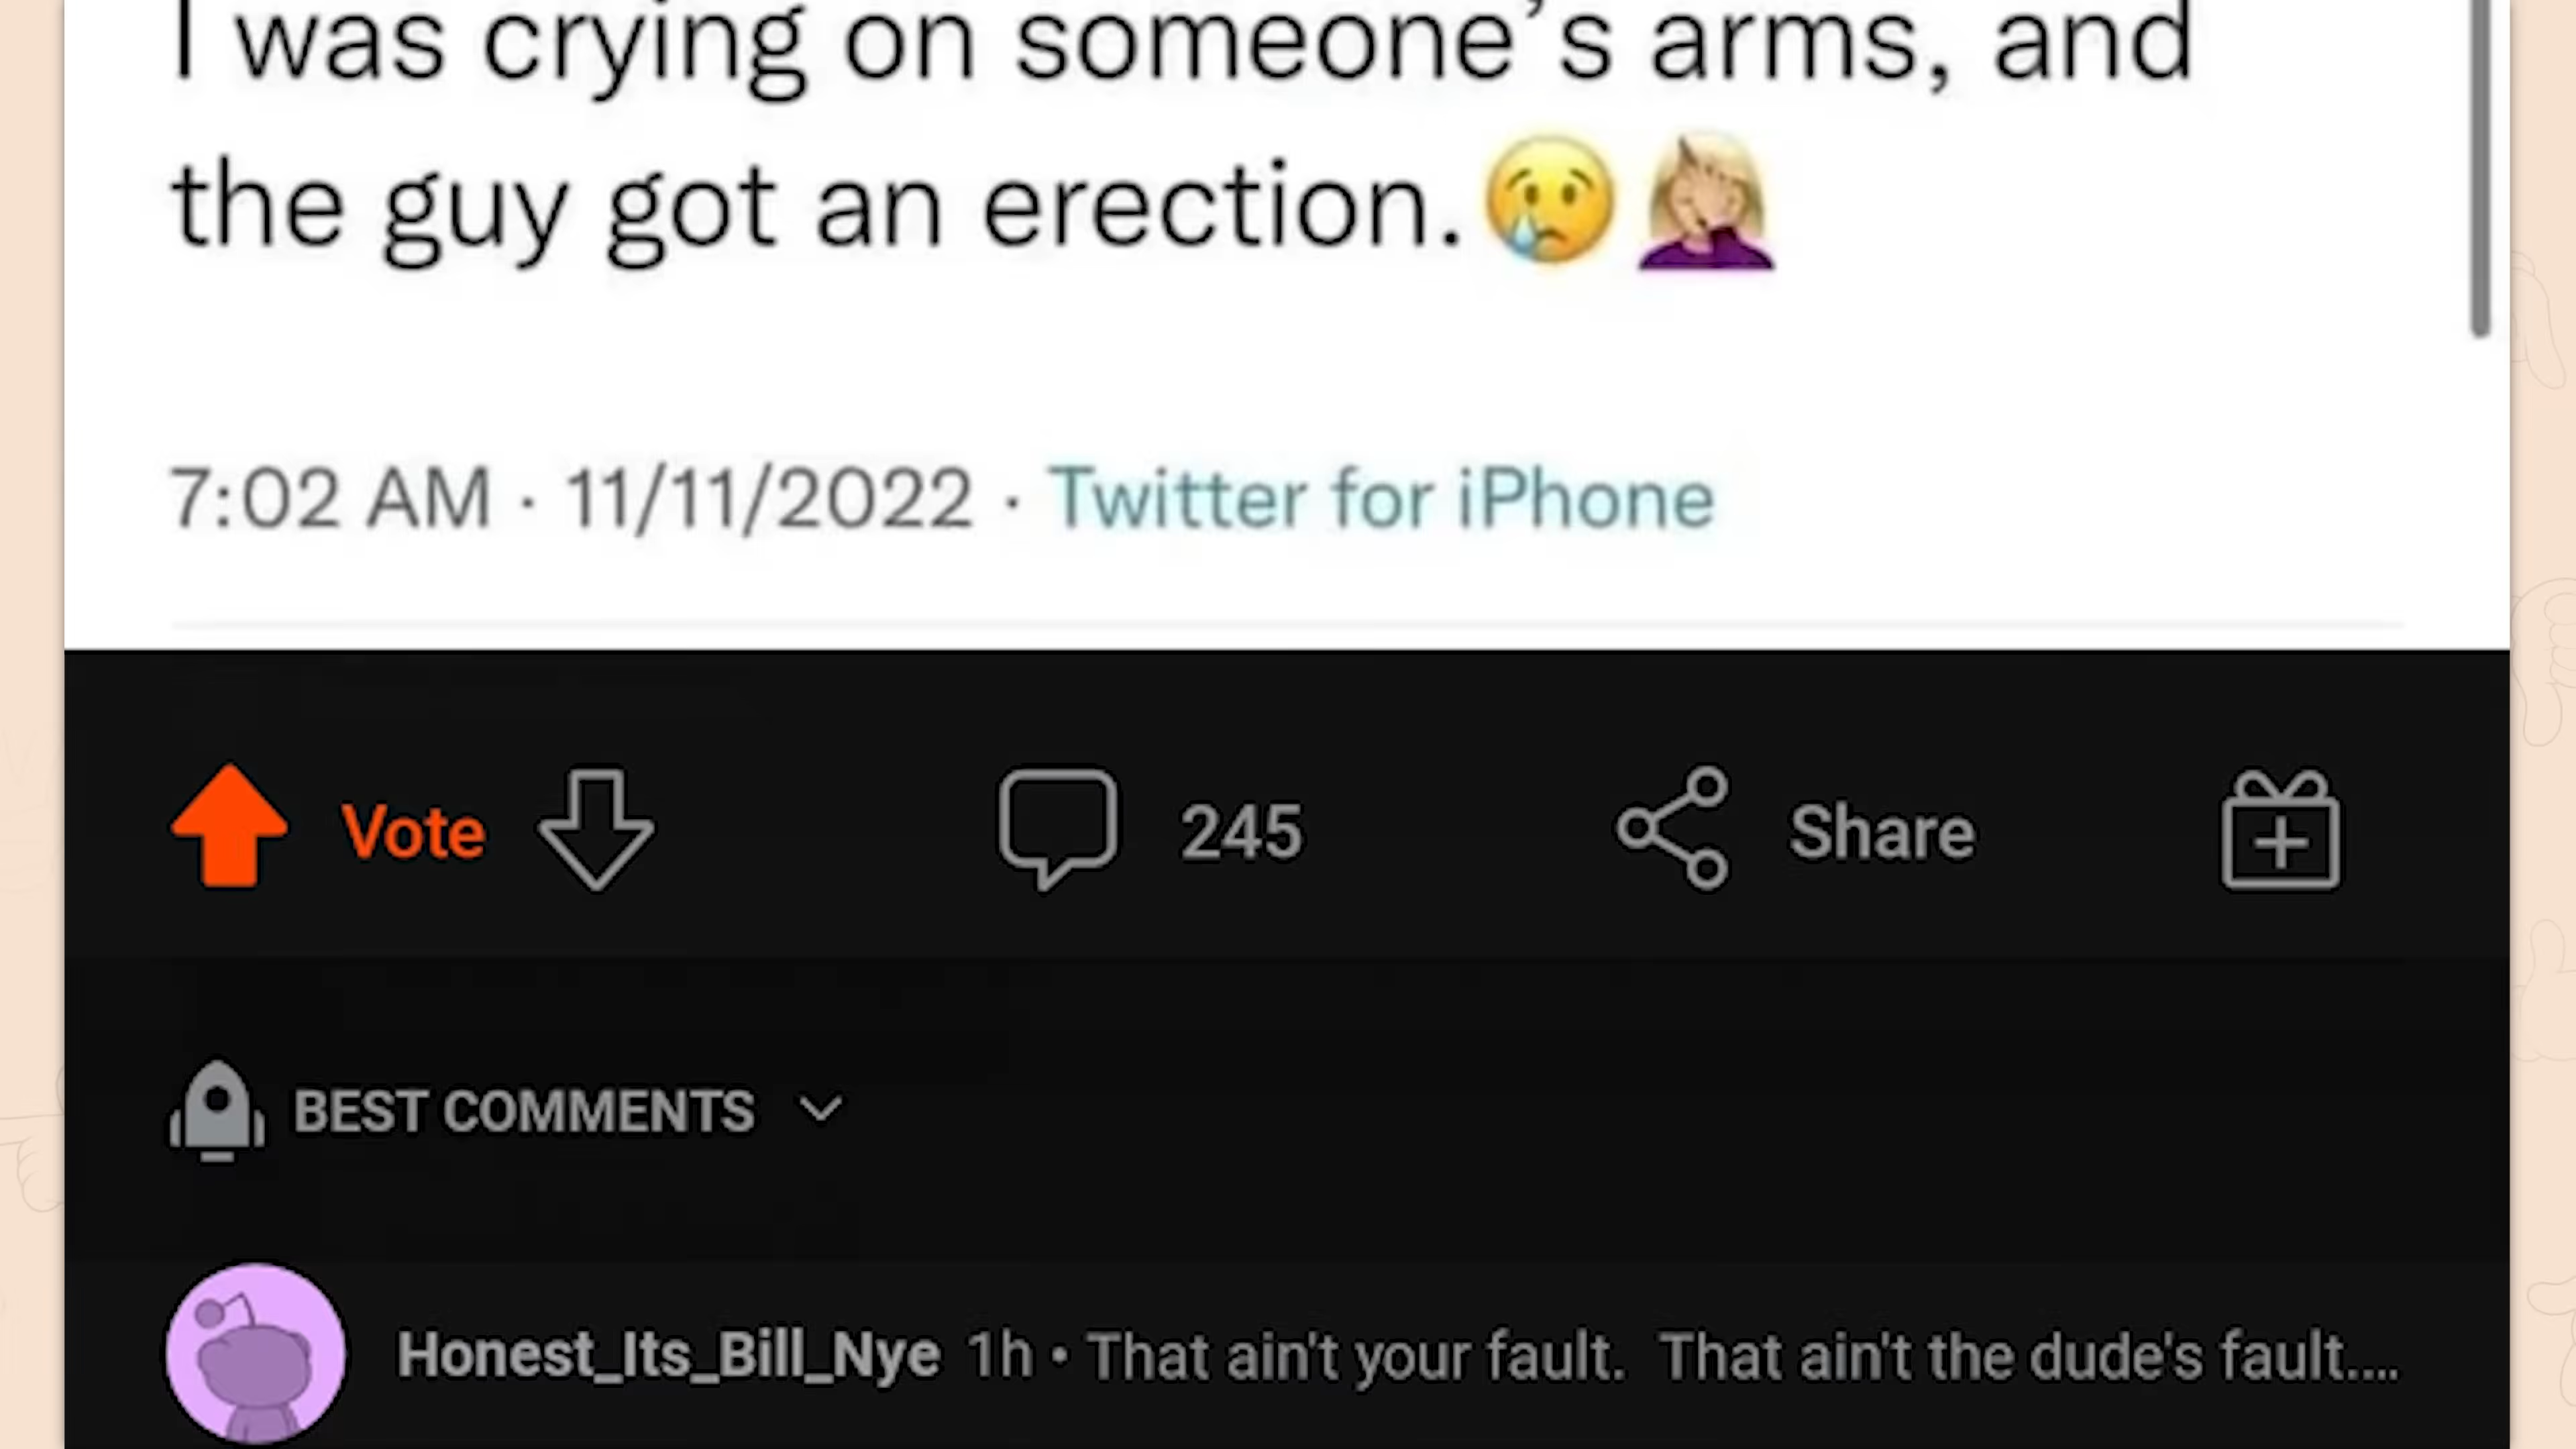 I was crying on someone’s arms, and
the guy got an erection.😢🤦🏼‍♀️
7:02 AM · 11/11/2022 · Twitter for iPhone
Vote 245 Share
BEST COMMENTS
Honest_Its_Bill_Nye 1h • That ain't your fault. That ain't the dude's fault....